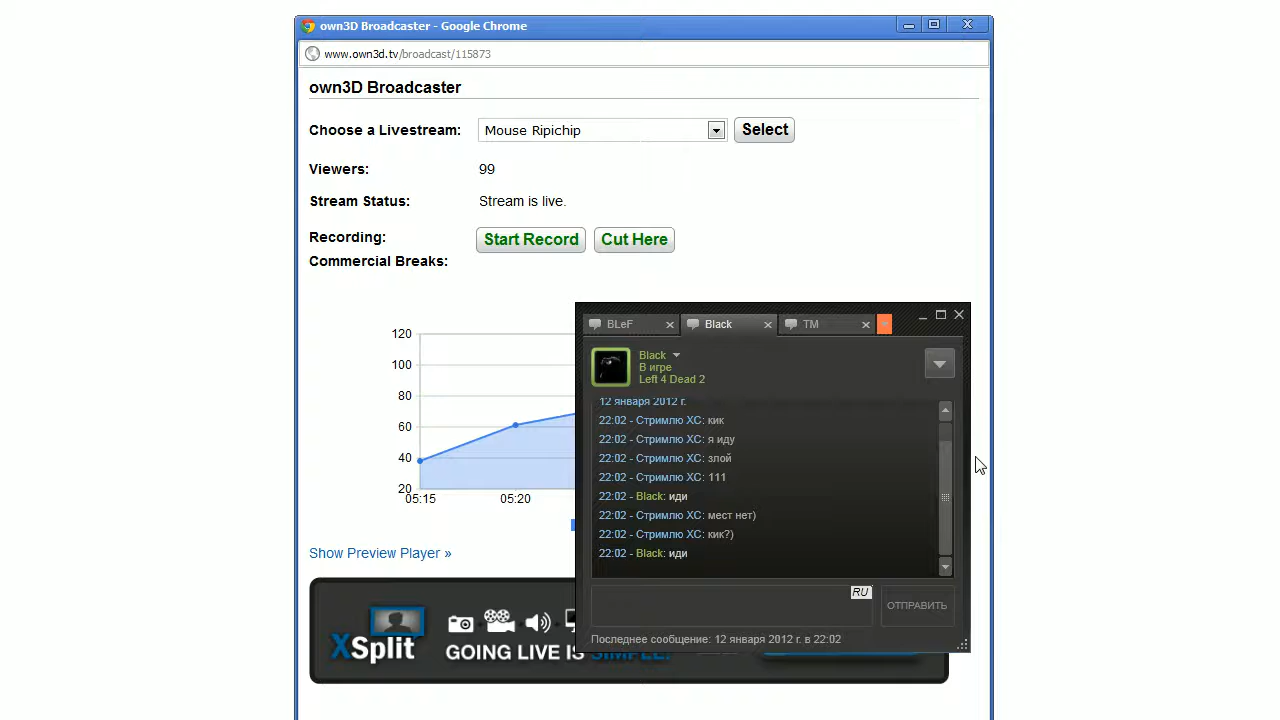 own3D Broadcaster - Google Chrome
www.own3d.tv/broadcast/115873
own3D Broadcaster
Choose a Livestream: Mouse Ripichip Select
Viewers: 99
Stream Status: Stream is live.
Recording: Start Record Cut Here
Commercial Breaks:
120
100
80
60
40
20
05:15 05:20
Show Preview Player »
XSplit
GOING LIVE IS SIMPLE!
BLeF Black TM
Black
В игре
Left 4 Dead 2
12 января 2012 г.
22:02 - Стримлю ХС: кик
22:02 - Стримлю ХС: я иду
22:02 - Стримлю ХС: злой
22:02 - Стримлю ХС: 111
22:02 - Black: иди
22:02 - Стримлю ХС: мест нет)
22:02 - Стримлю ХС: кик?)
22:02 - Black: иди
RU
ОТПРАВИТЬ
Последнее сообщение: 12 января 2012 г. в 22:02